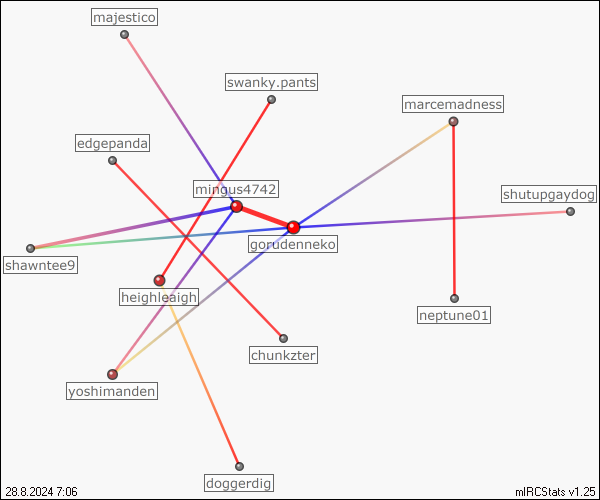 majestico
swanky.pants
marcemadness
edgepanda
mingus4742
shutupgaydog
gorudenneko
shawntee9
heighleaigh
neptune01
chunkzter
yoshimanden
doggerdig
28.8.2024 7:06
mIRCStats v1.25